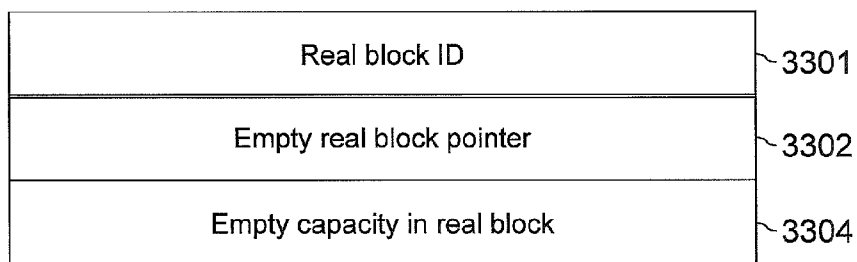 Real block ID 3301
Empty real block pointer 3302
Empty capacity in real block 3304